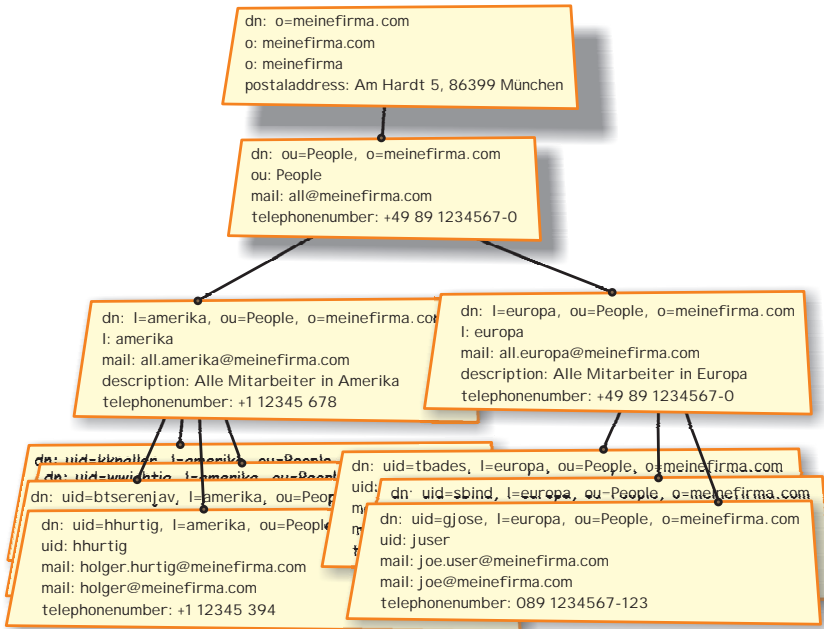 dn: o=meinefirma.com
o: meinefirma.com
o: meinefirma
postaladdress: Am Hardt 5, 86399 München
dn: ou=People, o=meinefirma.com
ou: People
mail: all@meinefirma.com
telephonenumber: +49 89 1234567-0
dn: l=amerika, ou=People, o=meinefirma.com
l: amerika
mail: all.amerika@meinefirma.com
description: Alle Mitarbeiter in Amerika
telephonenumber: +1 12345 678
dn: l=europa, ou=People, o=meinefirma.com
l: europa
mail: all.europa@meinefirma.com
description: Alle Mitarbeiter in Europa
telephonenumber: +49 89 1234567-0
l=amerika, ou=People
dn:
dn: uid=btserenjav, l=amerika, ou=Peop
dn: uid=hhurtig, l=amerika, ou=People
uid: hhurtig
mail: holger.hurtig@meinefirma.com
mail: holger@meinefirma.com
telephonenumber: +1 12345 394
dn: uid=tbades, l=europa, ou=People, o=meinefirma.com
uid:
dn: uid=sbind, l=europa, ou=People, o=meinefirma.com
dn: uid=gjose, l=europa, ou=People, o=meinefirma.com
uid: juser
mail: joe.user@meinefirma.com
mail: joe@meinefirma.com
telephonenumber: 089 1234567-123